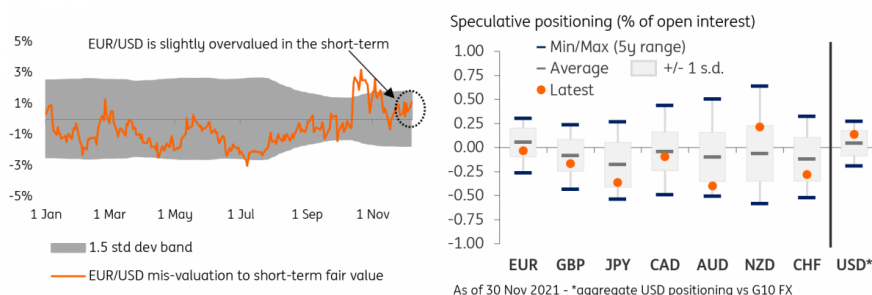 EUR/USD is slightly overvalued in the short-term
5%
3%
1%
-1%
-3%
-5%
1 Jan 1 Mar 1 May 1 Jul 1 Sep 1 Nov
1.5 std dev band
EUR/USD mis-valuation to short-term fair value
Speculative positioning (% of open interest)
1.00
0.75
0.50
0.25
0.00
-0.25
-0.50
-0.75
-1.00
Min/Max (5y range)
Average +/- 1 s.d.
Latest
EUR GBP JPY CAD AUD NZD CHF USD*
As of 30 Nov 2021 - *aggregate USD positioning vs G10 FX